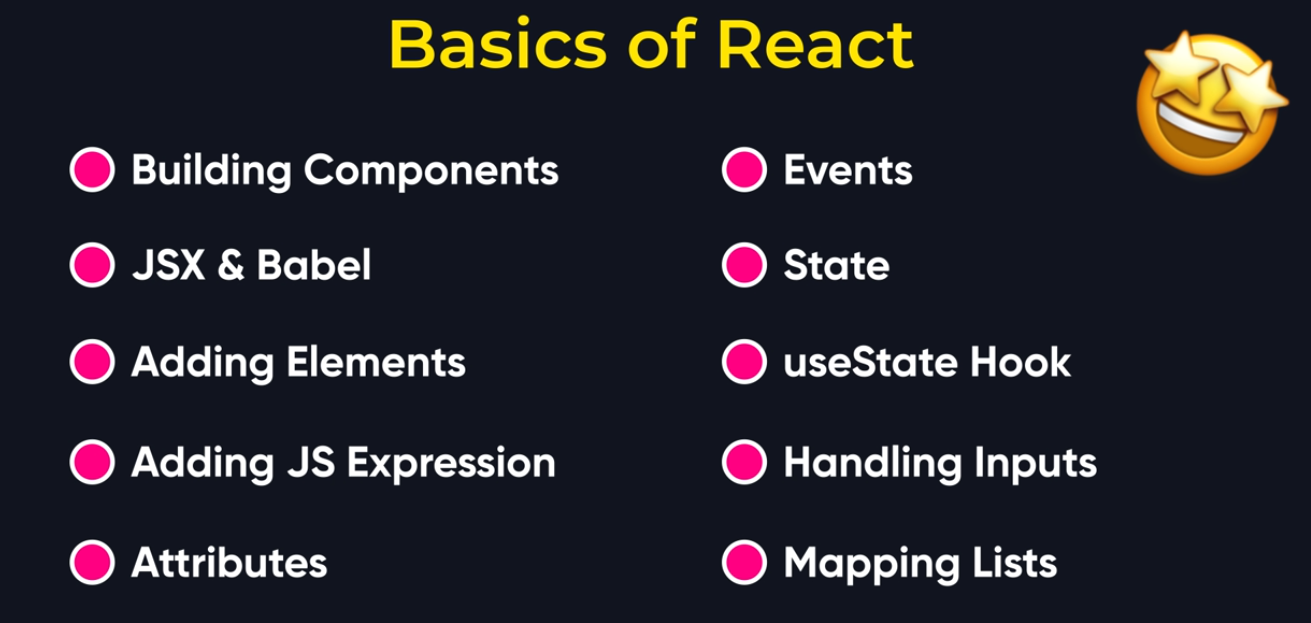 Basics of React
Building Components
JSX & Babel
Adding Elements
Adding JS Expression
Attributes
Events
State
useState Hook
Handling Inputs
Mapping Lists